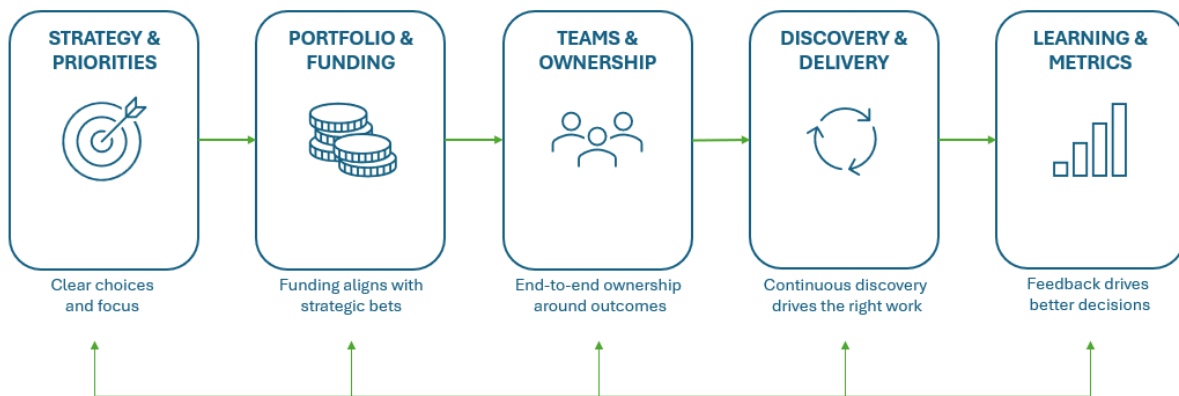 STRATEGY &
PRIORITIES
Clear choices
and focus
PORTFOLIO &
FUNDING
Funding aligns with
strategic bets
TEAMS &
OWNERSHIP
End-to-end ownership
around outcomes
DISCOVERY &
DELIVERY
Continuous discovery
drives the right work
LEARNING &
METRICS
Feedback drives
better decisions